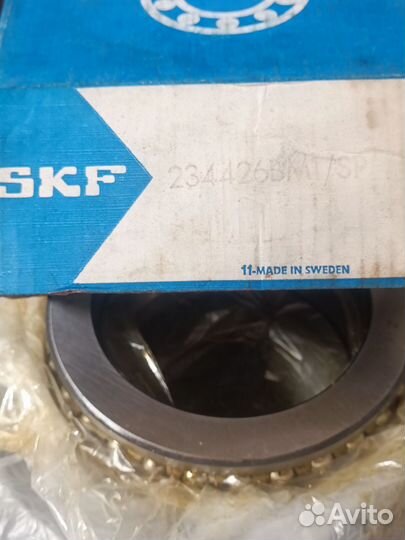 SKF
234426BM1/SP
11-MADE IN SWEDEN
Avito